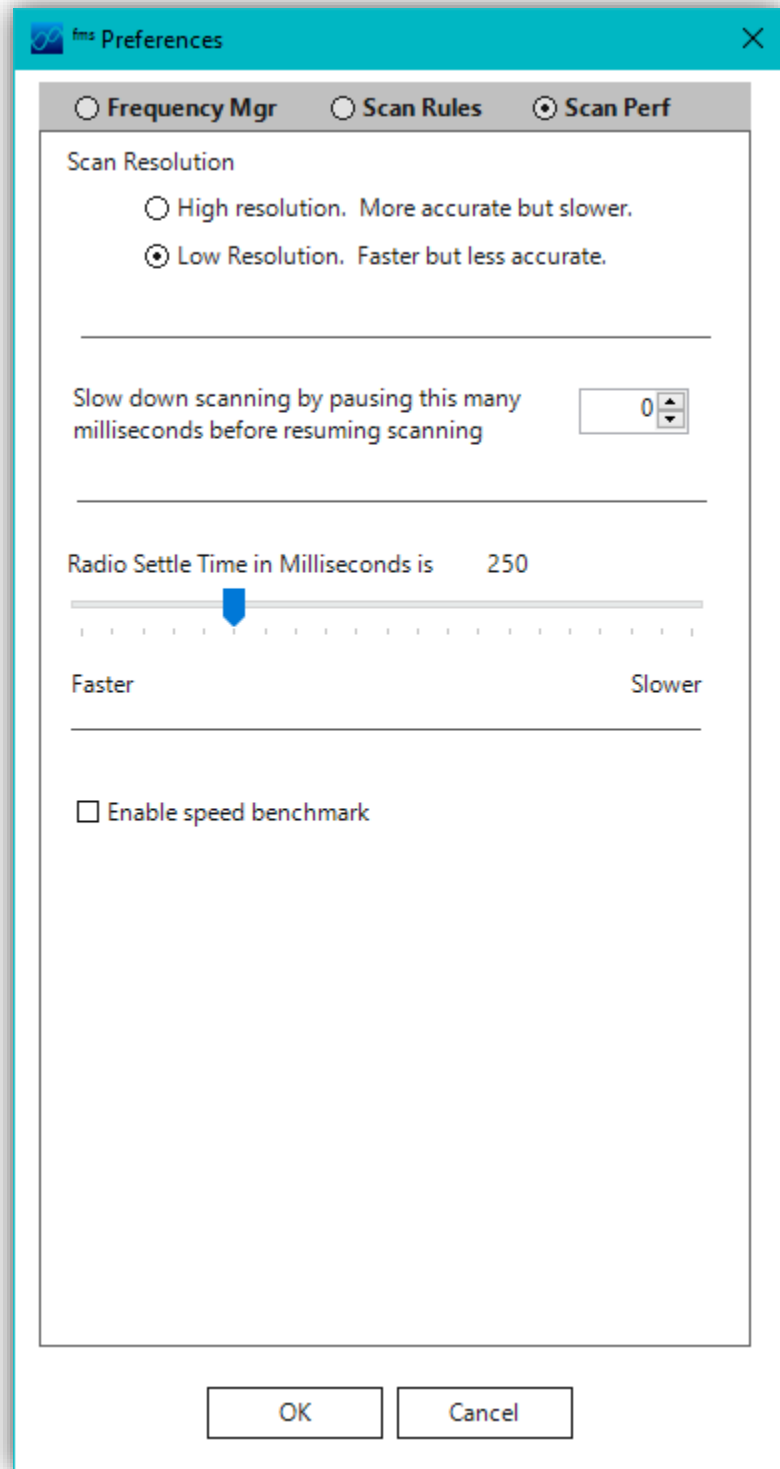 fms Preferences
Frequency Mgr Scan Rules Scan Perf
Scan Resolution
High resolution.  More accurate but slower.
Low Resolution.  Faster but less accurate.
Slow down scanning by pausing this many
milliseconds before resuming scanning
0
Radio Settle Time in Milliseconds is 250
Faster Slower
Enable speed benchmark
OK Cancel